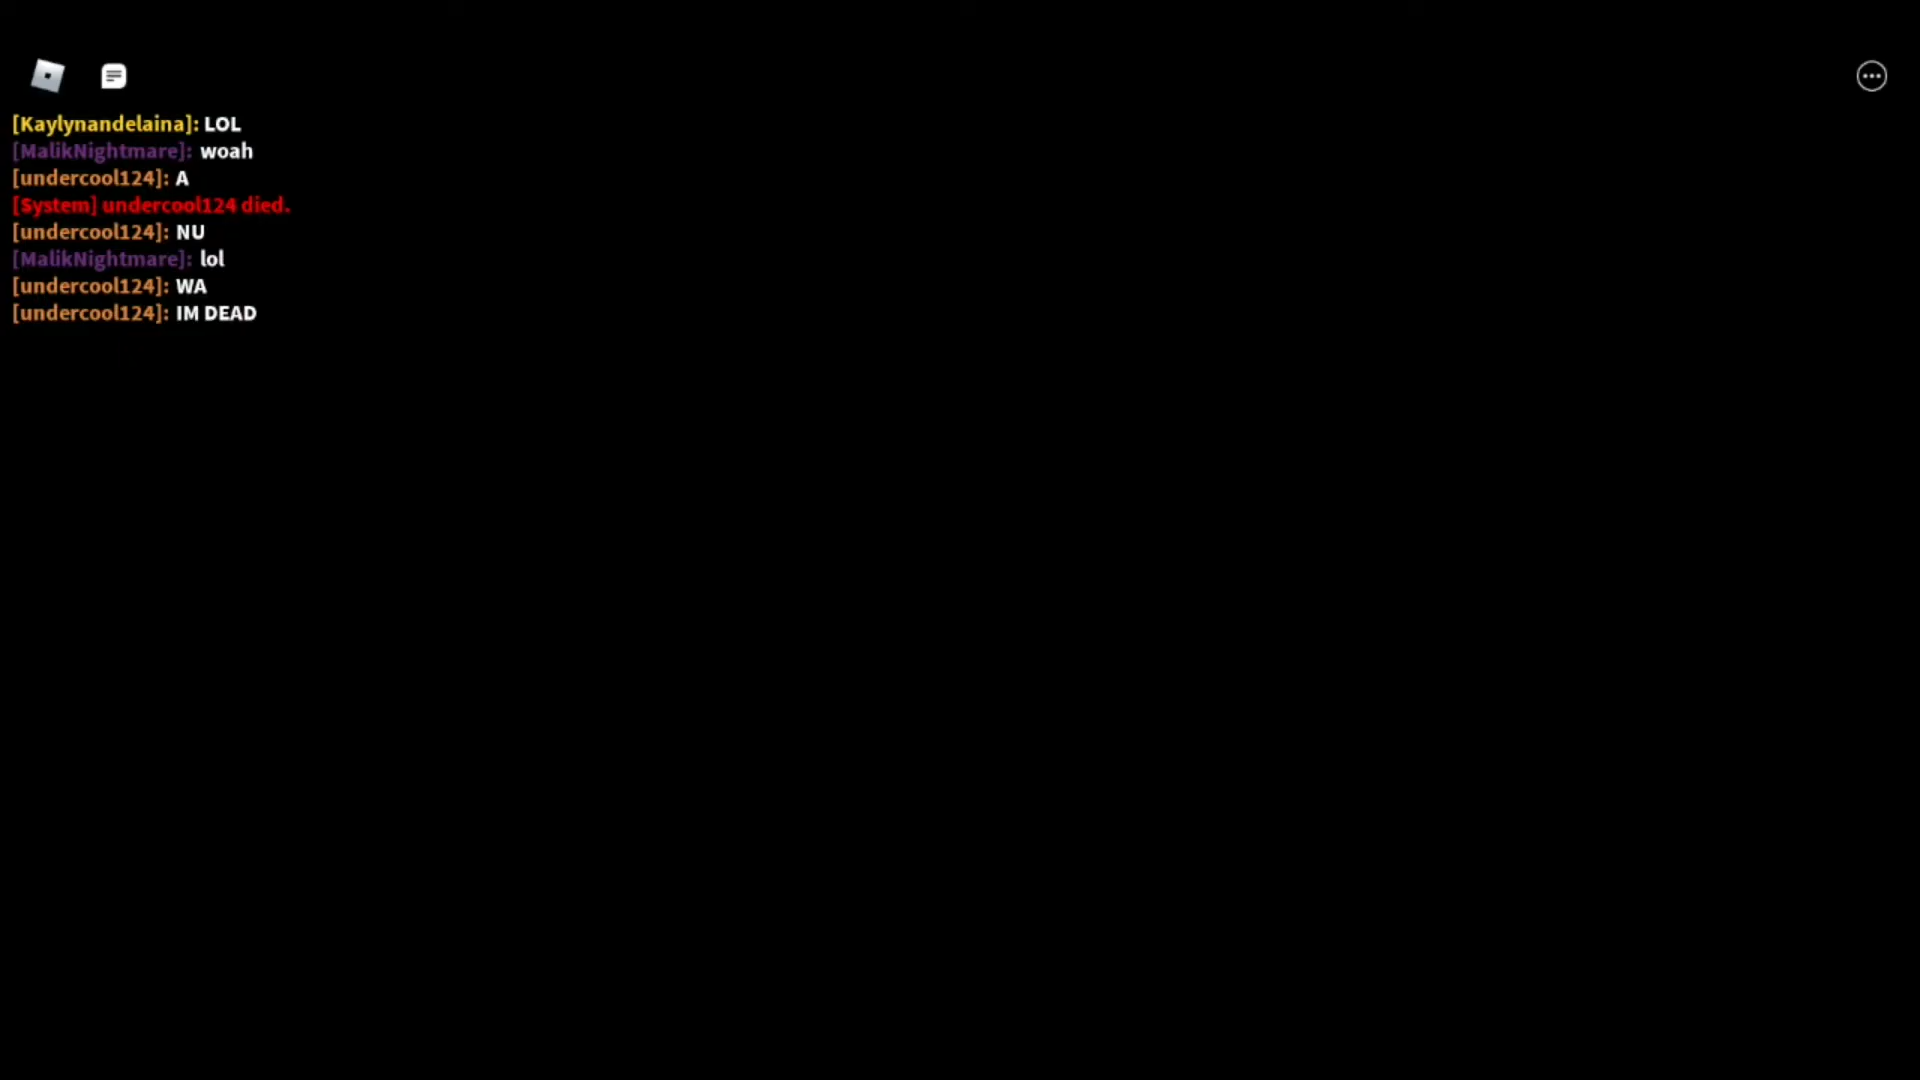 [Kaylynandelaina]: LOL
[MalikNightmare]: woah
[undercool124]: A
[System] undercool124 died.
[undercool124]: NU
[MalikNightmare]: lol
[undercool124]: WA
[undercool124]: IM DEAD